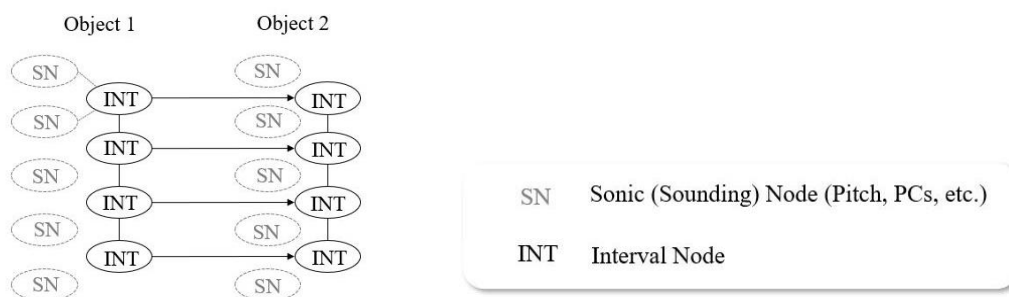 Object 1 Object 2
SN SN
INT INT
SN SN
INT INT
SN SN
INT INT
SN SN
INT INT
SN SN
SN Sonic (Sounding) Node (Pitch, PCs, etc.)
INT Interval Node